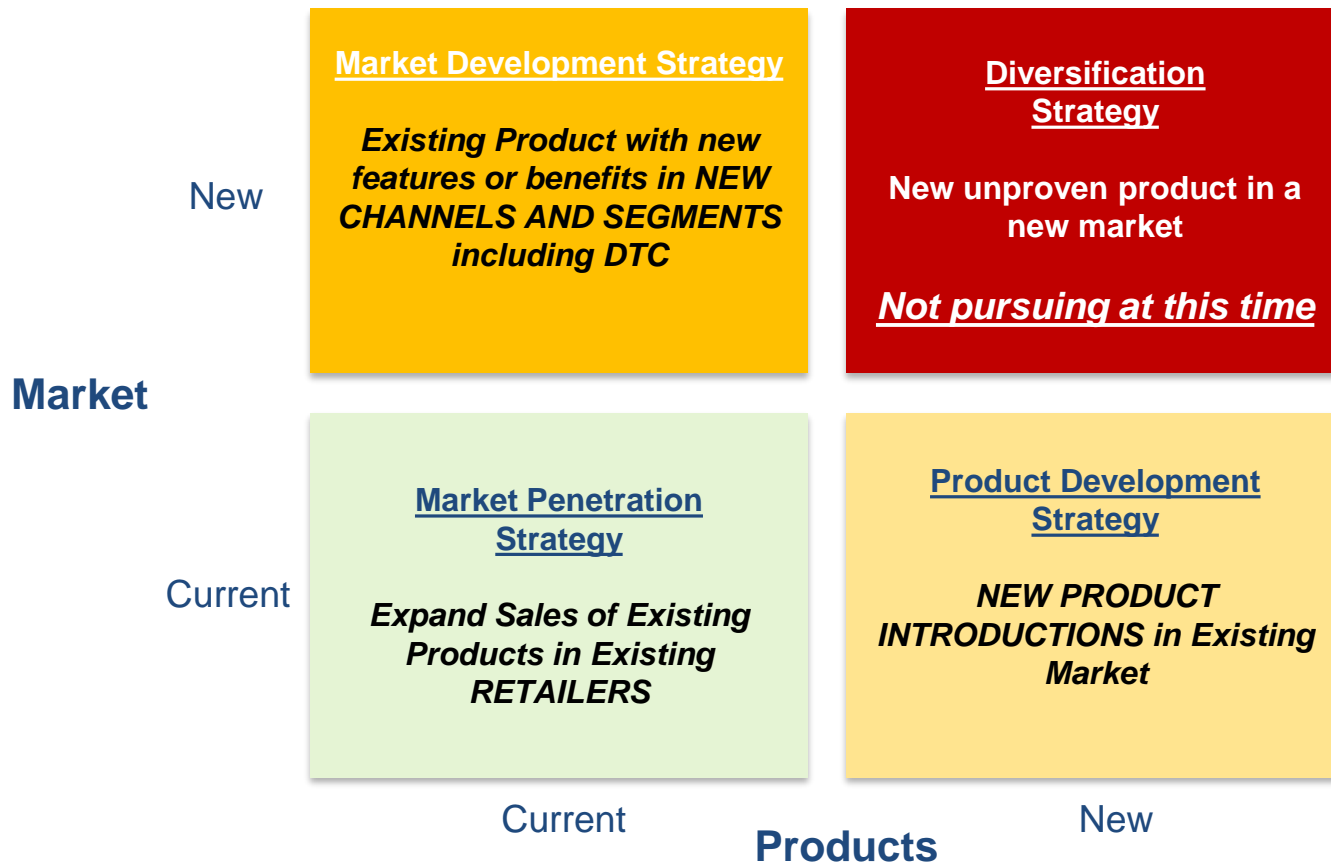 Market Development Strategy
Existing Product with new
features or benefits in NEW
CHANNELS AND SEGMENTS
including DTC
Diversification
Strategy
New unproven product in a
new market
Not pursuing at this time
New
Market
Market Penetration
Strategy
Expand Sales of Existing
Products in Existing
RETAILERS
Product Development
Strategy
NEW PRODUCT
INTRODUCTIONS in Existing
Market
Current
Current
New
Products